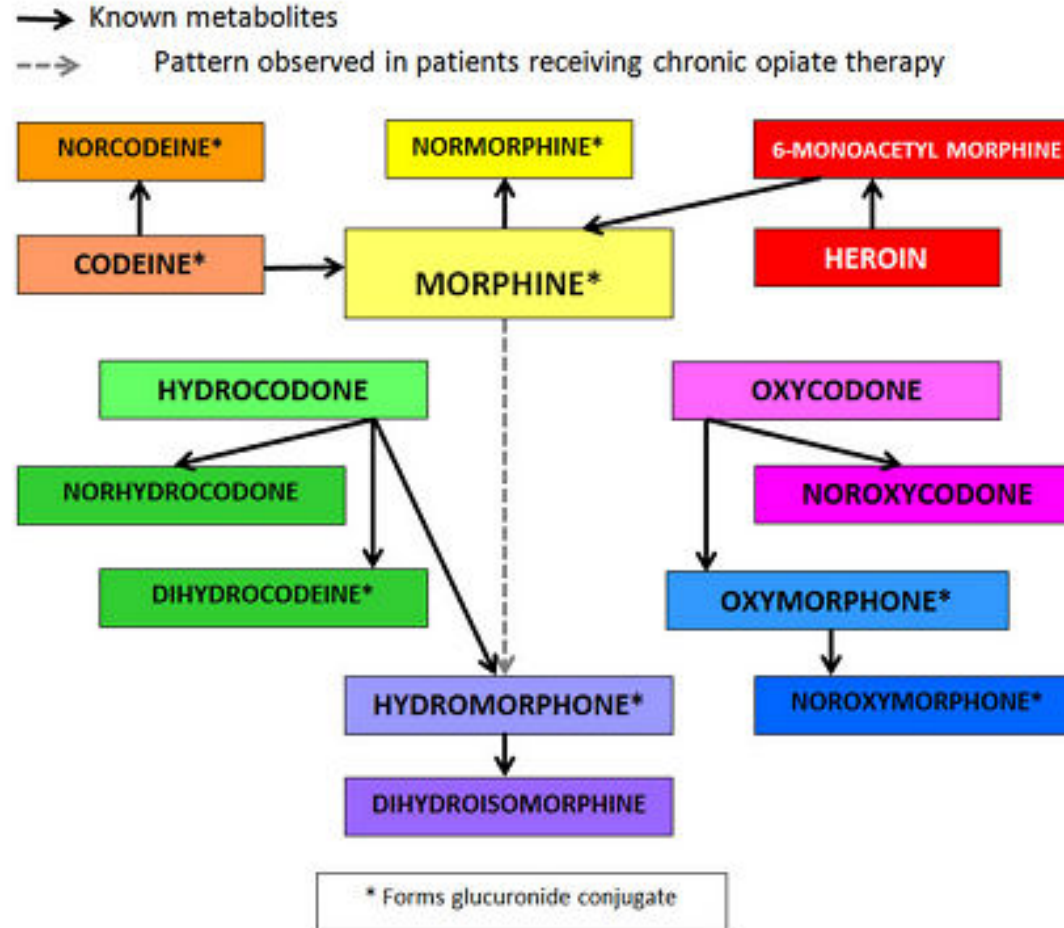 Known metabolites
Pattern observed in patients receiving chronic opiate therapy
NORCODEINE*
NORMORPHINE*
6-MONOACETYL MORPHINE
CODEINE*
MORPHINE*
HEROIN
HYDROCODONE
OXYCODONE
NORHYDROCODONE
NOROXYCODONE
DIHYDROCODEINE*
OXYMORPHONE*
HYDROMORPHONE*
NOROXYMORPHONE*
DIHYDROISOMORPHINE
* Forms glucuronide conjugate